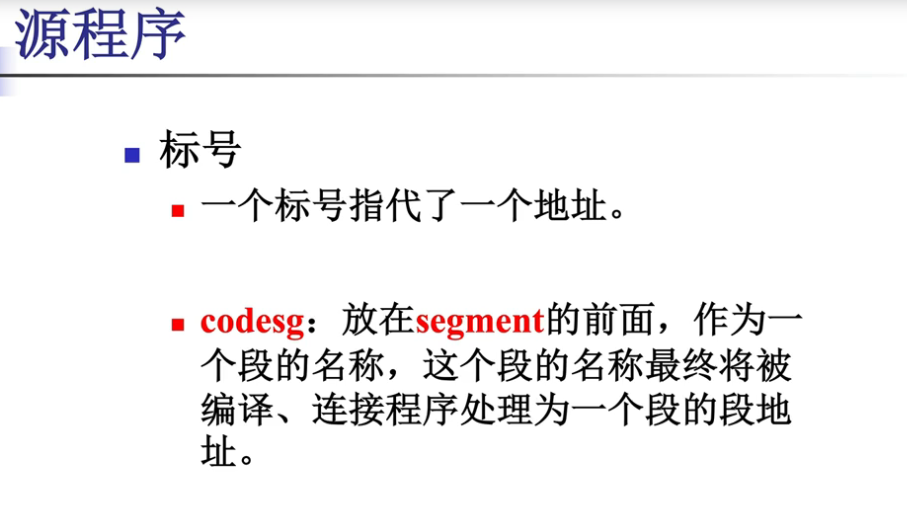 源程序
标号
一个标号指代了一个地址。
codesg：放在segment的前面，作为一
个段的名称，这个段的名称最终将被
编译、连接程序处理为一个段的段地
址。